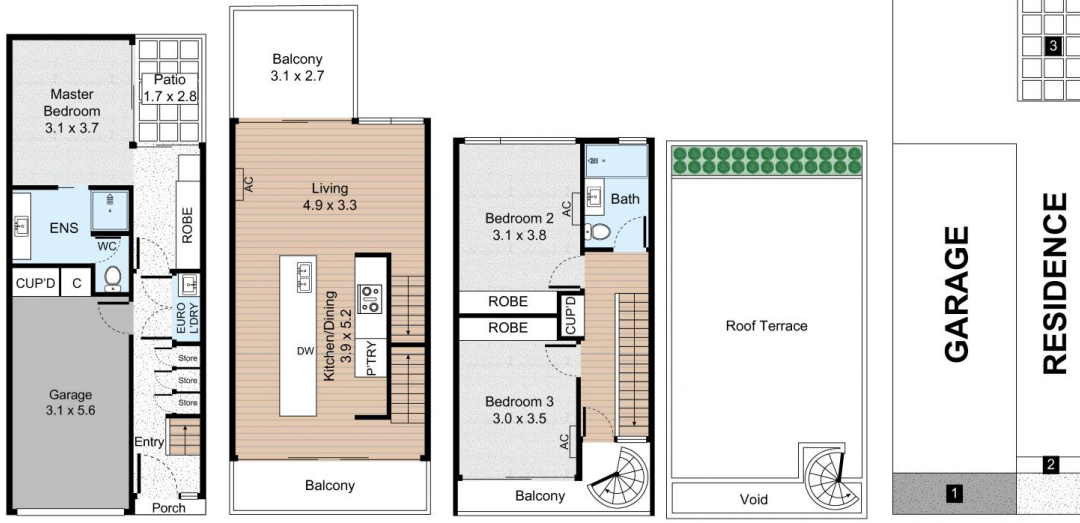 Master
Bedroom
3.1 x 3.7
Patio
1.7 x 2.8
ENS
WC
ROBE
CUP'D
C
EURO
L'DRY
Store
Store
Store
Garage
3.1 x 5.6
Entry
Porch
Balcony
3.1 x 2.7
AC
Living
4.9 x 3.3
DW
Kitchen/Dining
3.9 x 5.2
P'TRY
Balcony
Bedroom 2
3.1 x 3.8
AC
Bath
ROBE
ROBE
CUP'D
Bedroom 3
3.0 x 3.5
AC
Balcony
Roof Terrace
Void
GARAGE
RESIDENCE
3
2
1